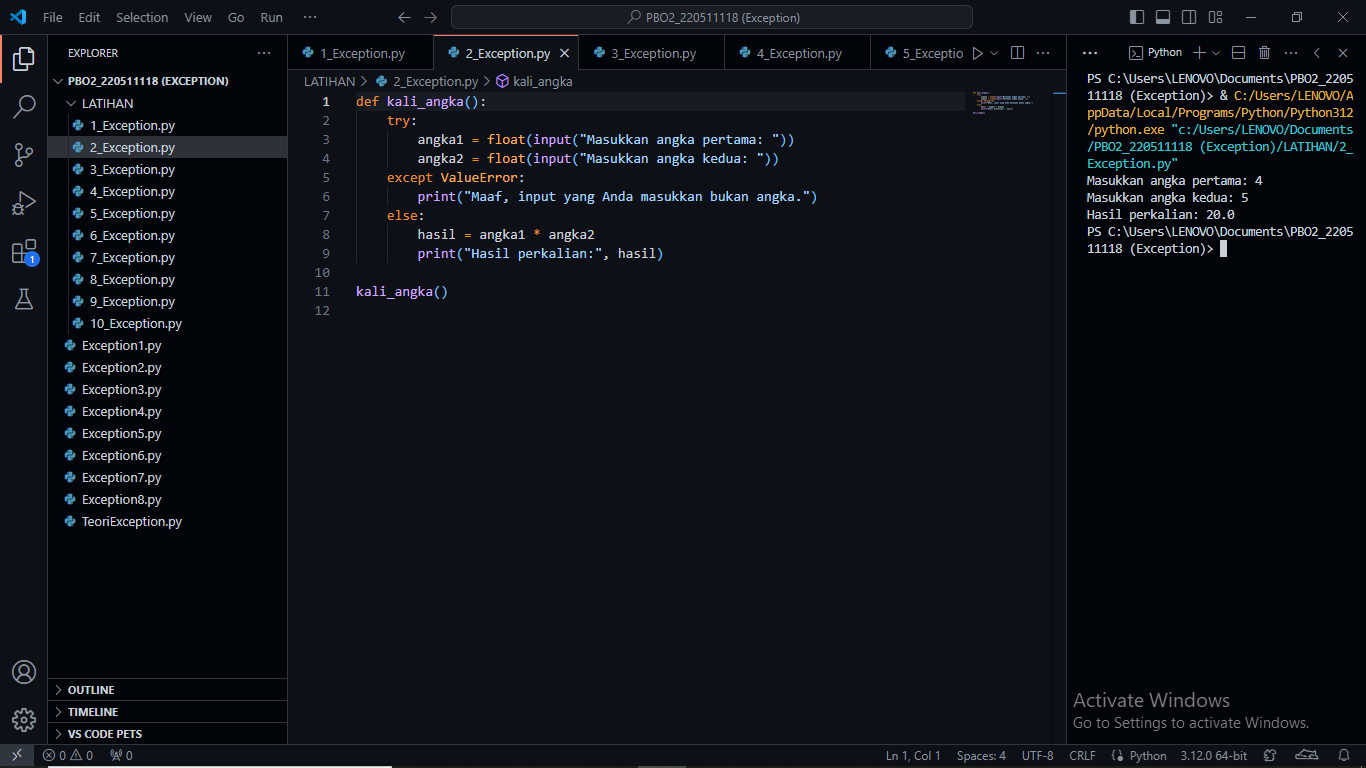 File Edit Selection View Go Run ··· PBO2_220511118 (Exception)
EXPLORER ···
PBO2_220511118 (EXCEPTION)
LATIHAN
1_Exception.py
2_Exception.py
3_Exception.py
4_Exception.py
5_Exception.py
6_Exception.py
7_Exception.py
8_Exception.py
9_Exception.py
10_Exception.py
Exception1.py
Exception2.py
Exception3.py
Exception4.py
Exception5.py
Exception6.py
Exception7.py
Exception8.py
TeoriException.py
OUTLINE
TIMELINE
VS CODE PETS
1
1_Exception.py 2_Exception.py 3_Exception.py 4_Exception.py 5_Exceptio ···
LATIHAN > 2_Exception.py > kali_angka
1 def kali_angka():
2 try:
3 angka1 = float(input("Masukkan angka pertama: "))
4 angka2 = float(input("Masukkan angka kedua: "))
5 except ValueError:
6 print("Maaf, input yang Anda masukkan bukan angka.")
7 else:
8 hasil = angka1 * angka2
9 print("Hasil perkalian:", hasil)
10
11 kali_angka()
12
··· Python ···
PS C:\Users\LENOVO\Documents\PBO2_2205
11118 (Exception)> & C:/Users/LENOVO/A
ppData/Local/Programs/Python/Python312
/python.exe "c:/Users/LENOVO/Documents
/PBO2_220511118 (Exception)/LATIHAN/2_
Exception.py"
Masukkan angka pertama: 4
Masukkan angka kedua: 5
Hasil perkalian: 20.0
PS C:\Users\LENOVO\Documents\PBO2_2205
11118 (Exception)>
Activate Windows
Go to Settings to activate Windows.
0 0 0 Ln 1, Col 1 Spaces: 4 UTF-8 CRLF Python 3.12.0 64-bit